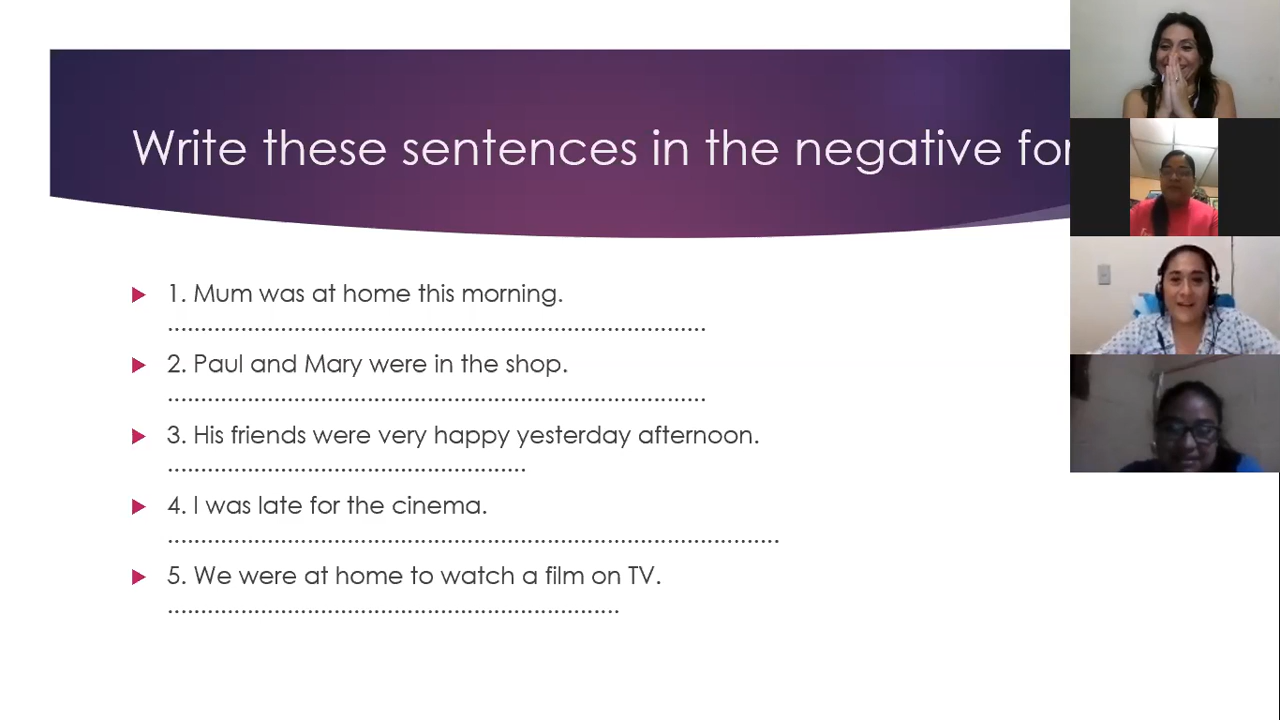 Write these sentences in the negative for
1. Mum was at home this morning.
.................................................................................
2. Paul and Mary were in the shop.
.................................................................................
3. His friends were very happy yesterday afternoon.
......................................................
4. I was late for the cinema.
............................................................................................
5. We were at home to watch a film on TV.
....................................................................